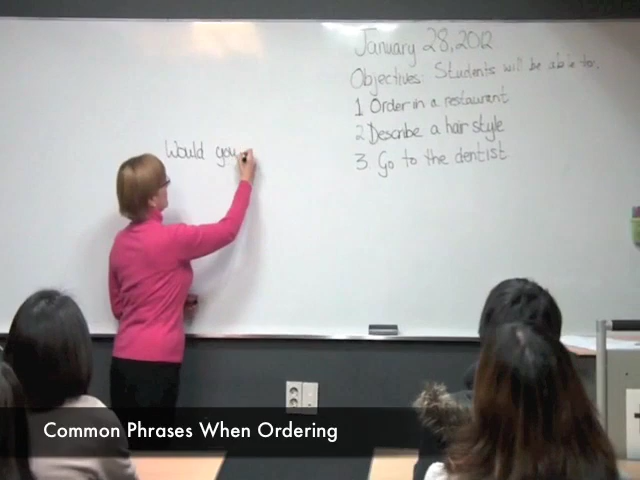 January 28, 2012
Objectives: Students will be able to:
1 Order in a restaurant
2 Describe a hair style
3. Go to the dentist
Would you
Common Phrases When Ordering